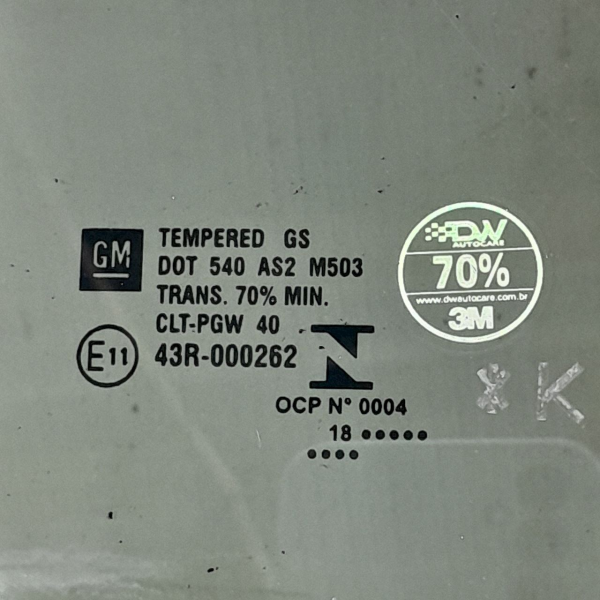 GM
TEMPERED GS
DOT 540 AS2 M503
TRANS. 70% MIN.
CLT-PGW 40
E11
43R-000262
N
OCP N° 0004
18 •••••
••••
DW
AUTOCARE
70%
www.dwautocare.com.br
3M
K